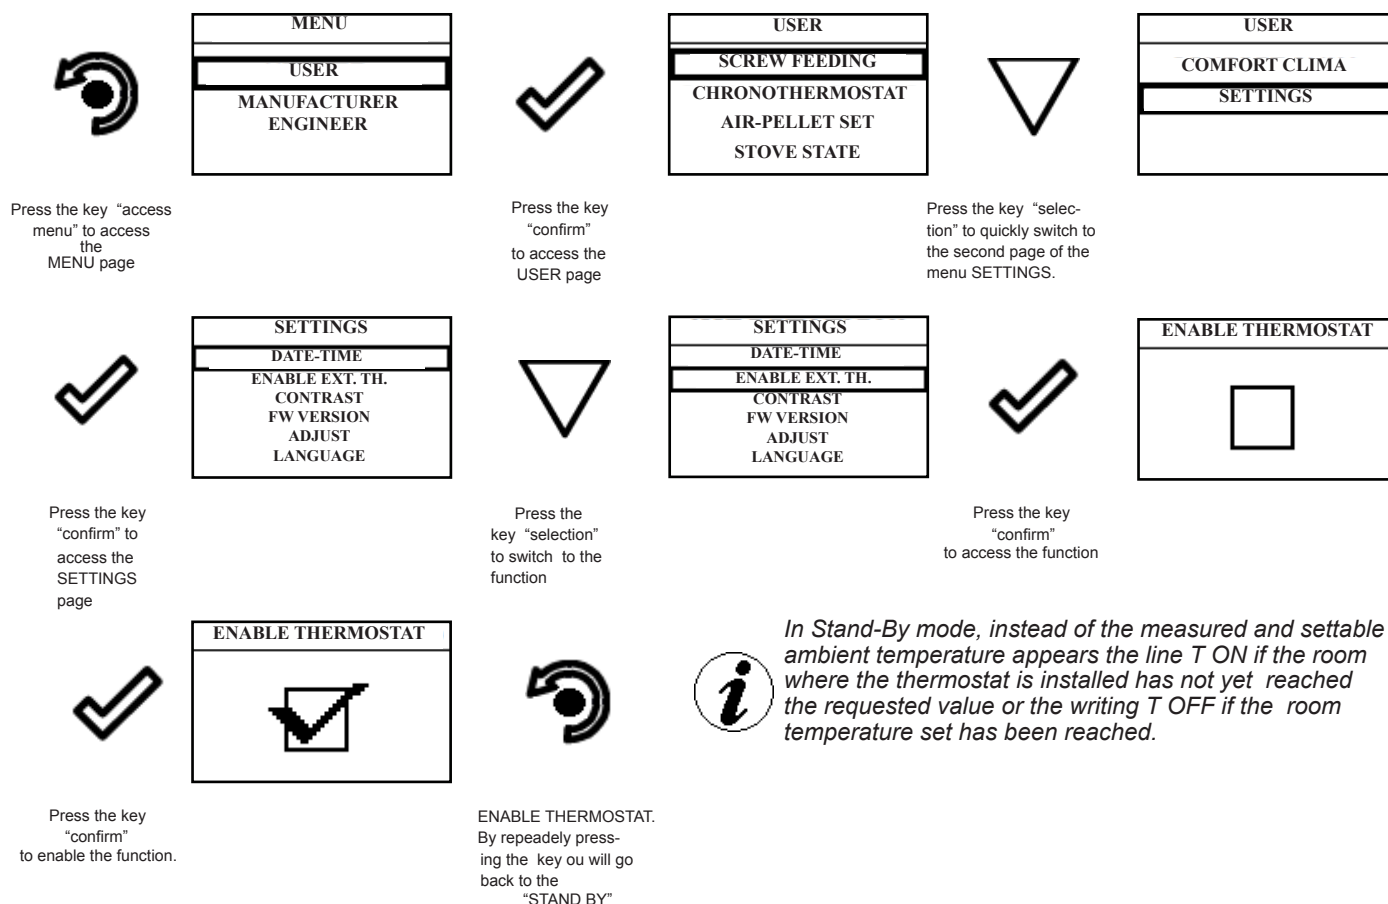 MENU
USER
MANUFACTURER
ENGINEER
USER
SCREW FEEDING
CHRONOTHERMOSTAT
AIR-PELLET SET
STOVE STATE
USER
COMFORT CLIMA
SETTINGS
Press the key “access
menu” to access
the
MENU page
Press the key
“confirm”
to access the
USER page
Press the key “selec-
tion” to quickly switch to
the second page of the
menu SETTINGS.
SETTINGS
DATE-TIME
ENABLE EXT. TH.
CONTRAST
FW VERSION
ADJUST
LANGUAGE
SETTINGS
DATE-TIME
ENABLE EXT. TH.
CONTRAST
FW VERSION
ADJUST
LANGUAGE
ENABLE THERMOSTAT
Press the key
“confirm” to
access the
SETTINGS
page
Press the
key “selection”
to switch to the
function
Press the key
“confirm”
to access the function
ENABLE THERMOSTAT
In Stand-By mode, instead of the measured and settable
ambient temperature appears the line T ON if the room
where the thermostat is installed has not yet reached
the requested value or the writing T OFF if the room
temperature set has been reached.
Press the key
“confirm”
to enable the function.
ENABLE THERMOSTAT.
By repeadely press-
ing the key ou will go
back to the
“STAND BY”